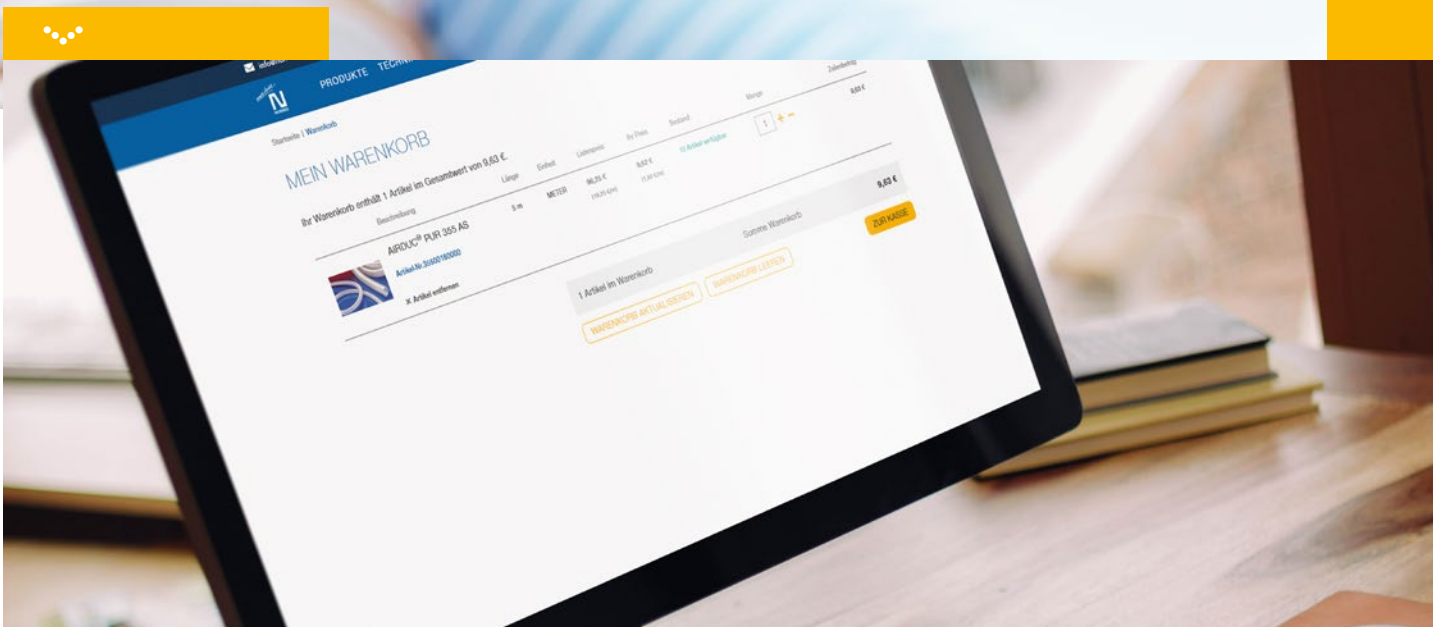 PRODUKTE
Startseite | Warenkorb
MEIN WARENKORB
Ihr Warenkorb enthält 1 Artikel im Gesamtwert von 9,63 €.
Beschreibung Länge Einheit Listenpreis Ihr Preis Bestand Menge
AIRDUC® PUR 355 AS 5 m METER 96,25 € 9,63 € 1 + − 9,63 €
✕ Artikel entfernen
1 Artikel im Warenkorb Summe Warenkorb 9,63 €
WARENKORB AKTUALISIEREN WARENKORB LEEREN ZUR KASSE